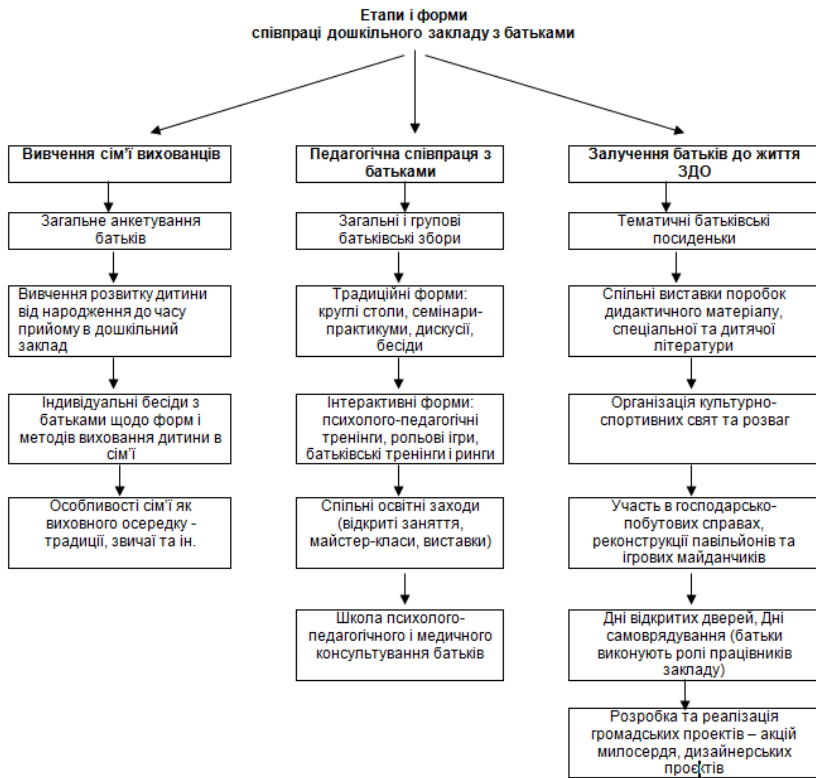 Етапи і форми
співпраці дошкільного закладу з батьками
Вивчення сім’ї вихованців
Загальне анкетування
батьків
Вивчення розвитку дитини
від народження до часу
прийому в дошкільний
заклад
Індивідуальні бесіди з
батьками щодо форм і
методів виховання дитини в
сім’ї
Особливості сім’ї як
виховного осередку -
традиції, звичаї та ін.
Педагогічна співпраця з
батьками
Загальні і групові
батьківські збори
Традиційні форми:
круглі столи, семінари-
практикуми, дискусії,
бесіди
Інтерактивні форми:
психолого-педагогічні
тренінги, рольові ігри,
батьківські тренінги і ринги
Спільні освітні заходи
(відкриті заняття,
майстер-класи, виставки)
Школа психолого-
педагогічного і медичного
консультування батьків
Залучення батьків до життя
ЗДО
Тематичні батьківські
посиденьки
Спільні виставки поробок
дидактичного матеріалу,
спеціальної та дитячої
літератури
Організація культурно-
спортивних свят та розваг
Участь в господарсько-
побутових справах,
реконструкції павільйонів та
ігрових майданчиків
Дні відкритих дверей, Дні
самоврядування (батьки
виконують ролі працівників
закладу)
Розробка та реалізація
громадських проектів – акцій
милосердя, дизайнерських
проєктів